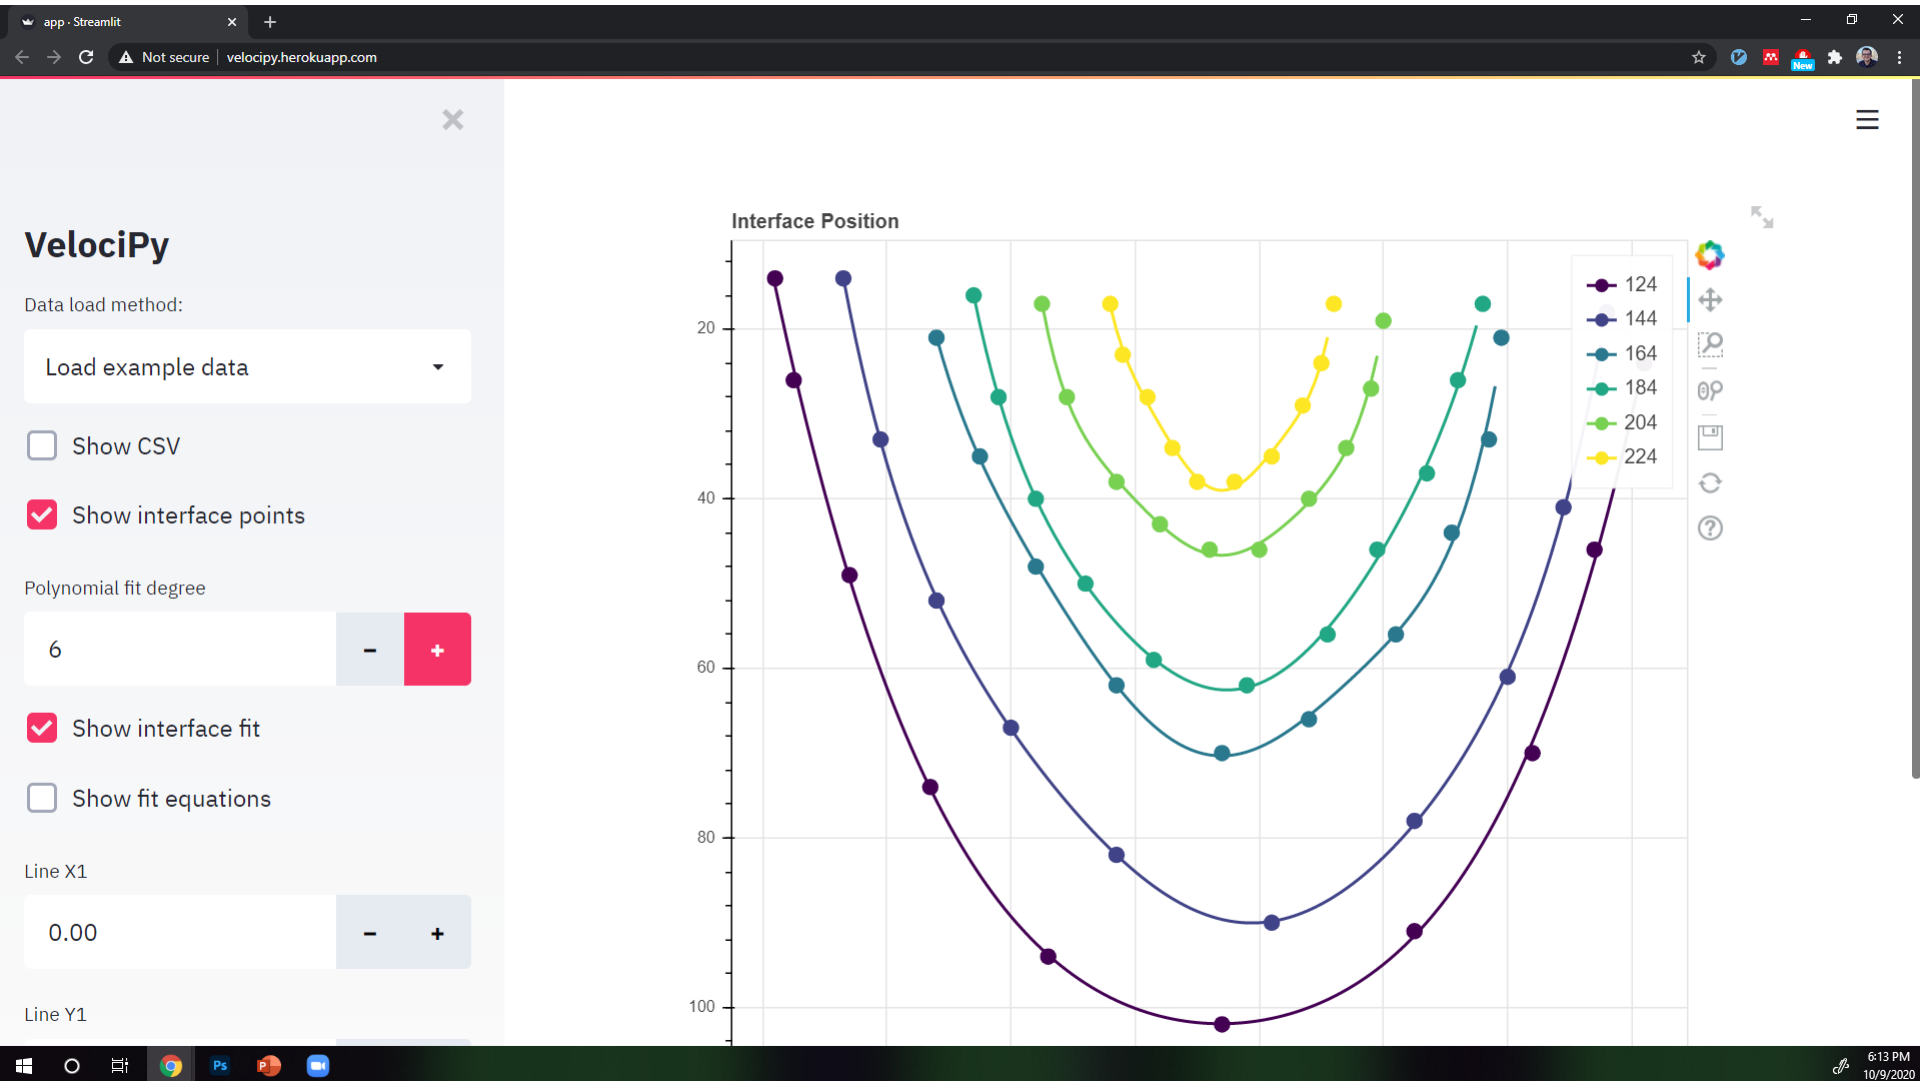 app · Streamlit
Not secure velocipy.herokuapp.com
New
VelociPy
Data load method:
Load example data
Show CSV
Show interface points
Polynomial fit degree
6 - +
Show interface fit
Show fit equations
Line X1
0.00 - +
Line Y1
Interface Position
20
40
60
80
100
124
144
164
184
204
224
Ps
P
6:13 PM
10/9/2020